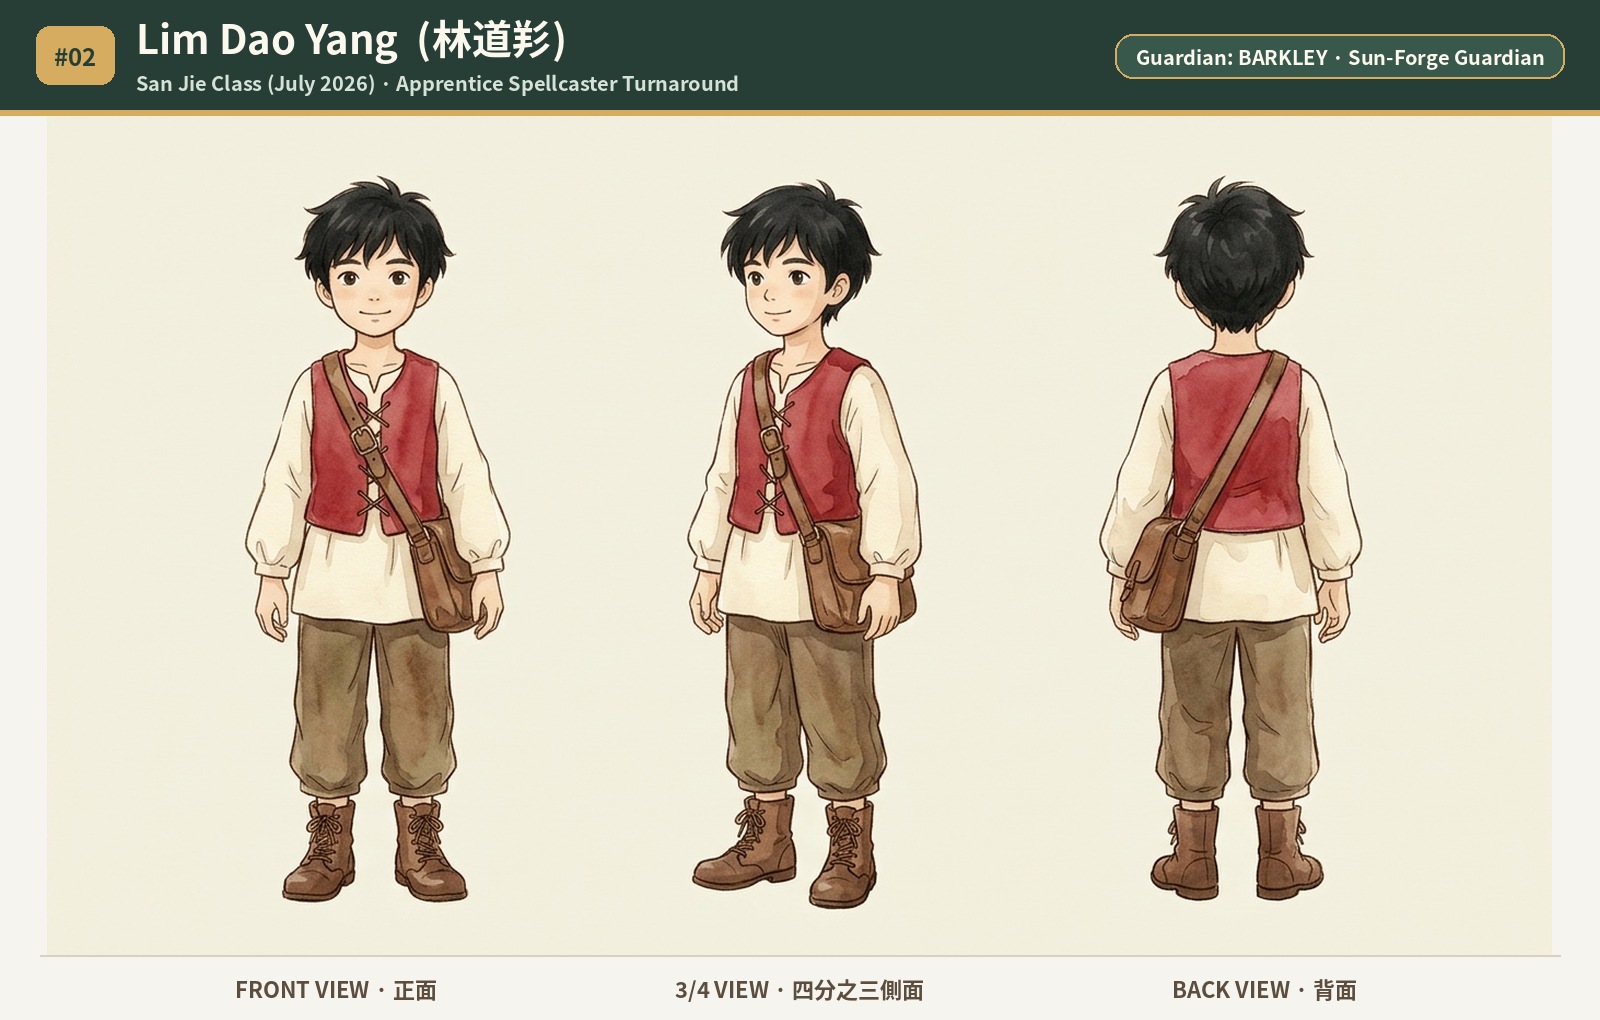 #02
Lim Dao Yang (林道羏)
San Jie Class (July 2026) · Apprentice Spellcaster Turnaround
Guardian: BARKLEY · Sun-Forge Guardian
FRONT VIEW · 正面
3/4 VIEW · 四分之三側面
BACK VIEW · 背面